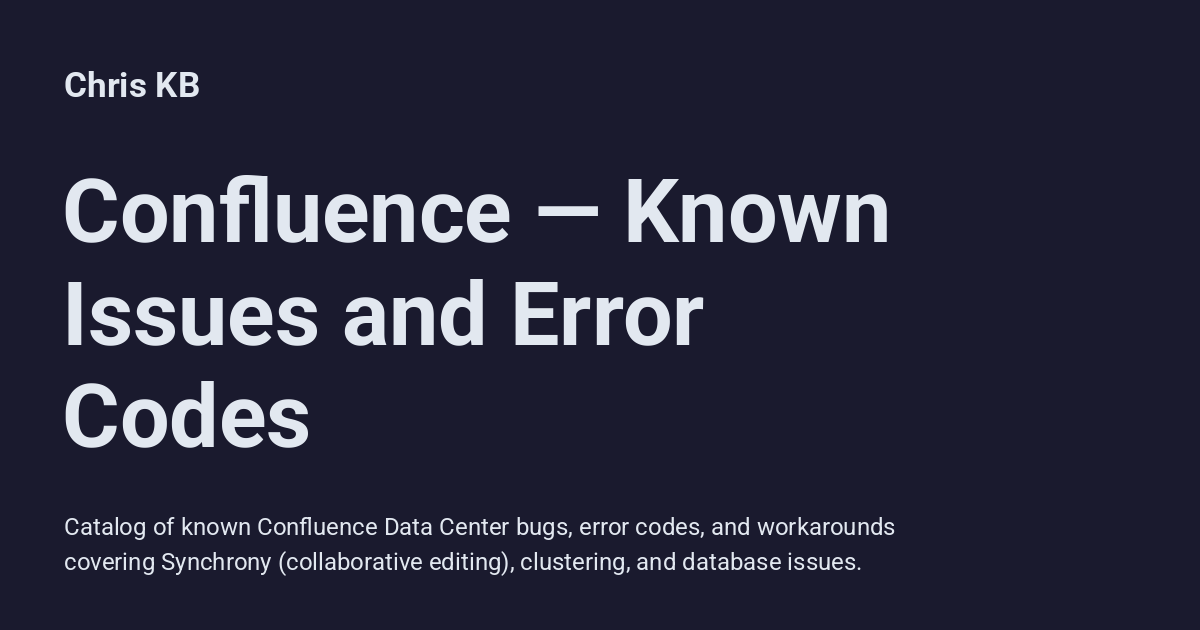 Chris KB
Confluence — Known
Issues and Error
Codes
Catalog of known Confluence Data Center bugs, error codes, and workarounds
covering Synchrony (collaborative editing), clustering, and database issues.